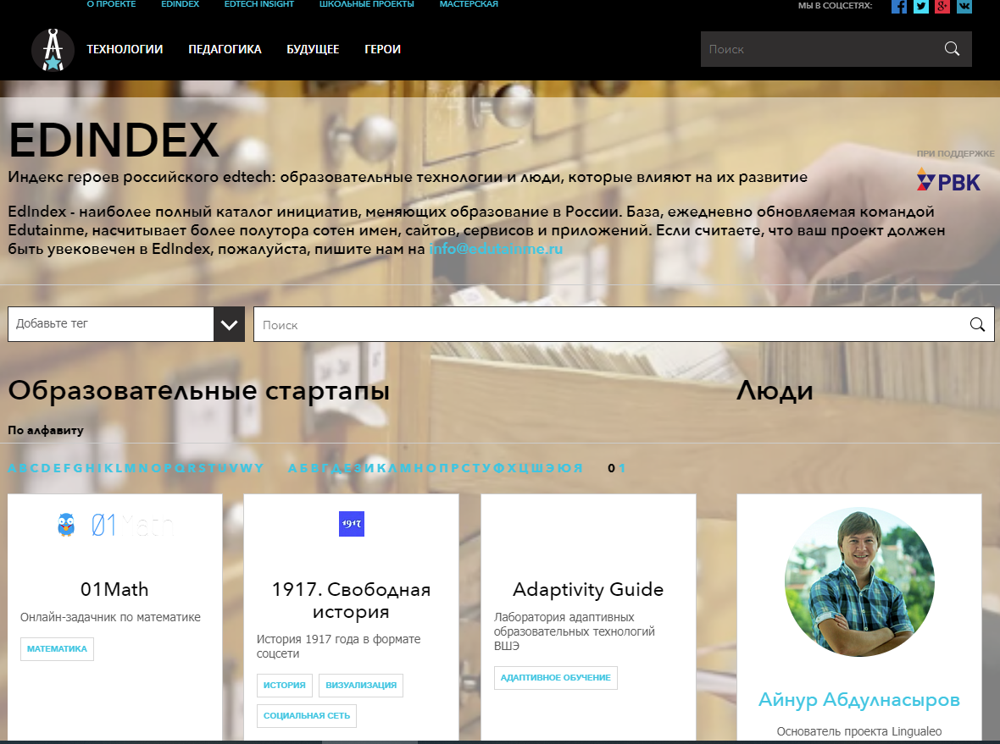 О ПРОЕКТЕ EDINDEX EDTECH INSIGHT ШКОЛЬНЫЕ ПРОЕКТЫ МАСТЕРСКАЯ МЫ В СОЦСЕТЯХ:
ТЕХНОЛОГИИ ПЕДАГОГИКА БУДУЩЕЕ ГЕРОИ Поиск
EDINDEX
ПРИ ПОДДЕРЖКЕ
РВК
Индекс героев российского edtech: образовательные технологии и люди, которые влияют на их развитие
EdIndex - наиболее полный каталог инициатив, меняющих образование в России. База, ежедневно обновляемая командой
Edutainme, насчитывает более полутора сотен имен, сайтов, сервисов и приложений. Если считаете, что ваш проект должен
быть увековечен в EdIndex, пожалуйста, пишите нам на info@edutainme.ru
Добавьте тег Поиск
Образовательные стартапы Люди
По алфавиту
A B C D E F G H I K L M N O P Q R S T U V W Y А Б В Г Д Е З И К Л М Н О П Р С Т У Ф Х Ц Ш Э Ю Я 0 1
01Math
01Math
Онлайн-задачник по математике
МАТЕМАТИКА
1917
1917. Свободная
история
История 1917 года в формате
соцсети
ИСТОРИЯ ВИЗУАЛИЗАЦИЯ
СОЦИАЛЬНАЯ СЕТЬ
Adaptivity Guide
Лаборатория адаптивных
образовательных технологий
ВШЭ
АДАПТИВНОЕ ОБУЧЕНИЕ
Айнур Абдулнасыров
Основатель проекта Lingualeo